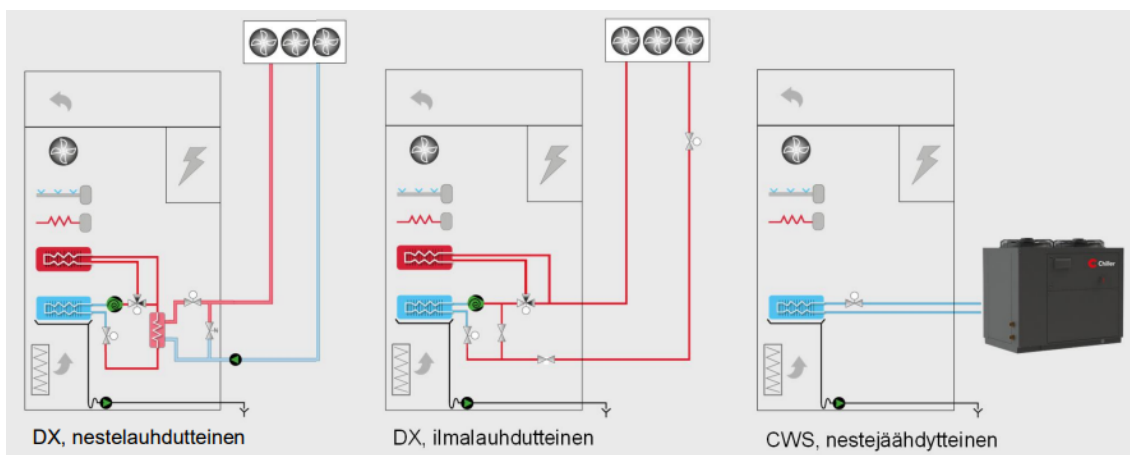 Chiller
DX, nestelauhdutteinen
DX, ilmalauhdutteinen
CWS, nestejäähdytteinen